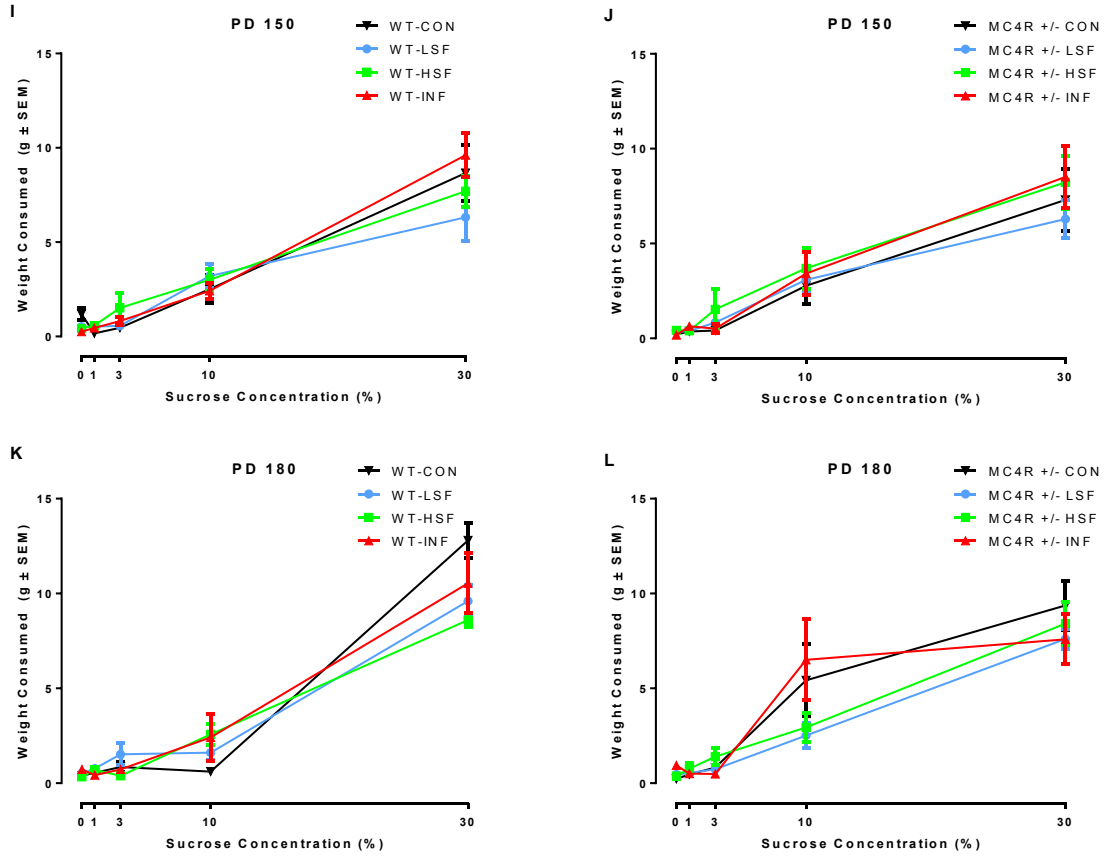 I
PD 150
WT-CON
WT-LSF
WT-HSF
WT-INF
Weight Consumed (g ± SEM)
15
10
5
0
0 1 3 10 30
Sucrose Concentration (%)
J
PD 150
MC4R +/- CON
MC4R +/- LSF
MC4R +/- HSF
MC4R +/- INF
Weight Consumed (g ± SEM)
15
10
5
0
0 1 3 10 30
Sucrose Concentration (%)
K
PD 180
WT-CON
WT-LSF
WT-HSF
WT-INF
Weight Consumed (g ± SEM)
15
10
5
0
0 1 3 10 30
Sucrose Concentration (%)
L
PD 180
MC4R +/- CON
MC4R +/- LSF
MC4R +/- HSF
MC4R +/- INF
Weight Consumed (g ± SEM)
15
10
5
0
0 1 3 10 30
Sucrose Concentration (%)